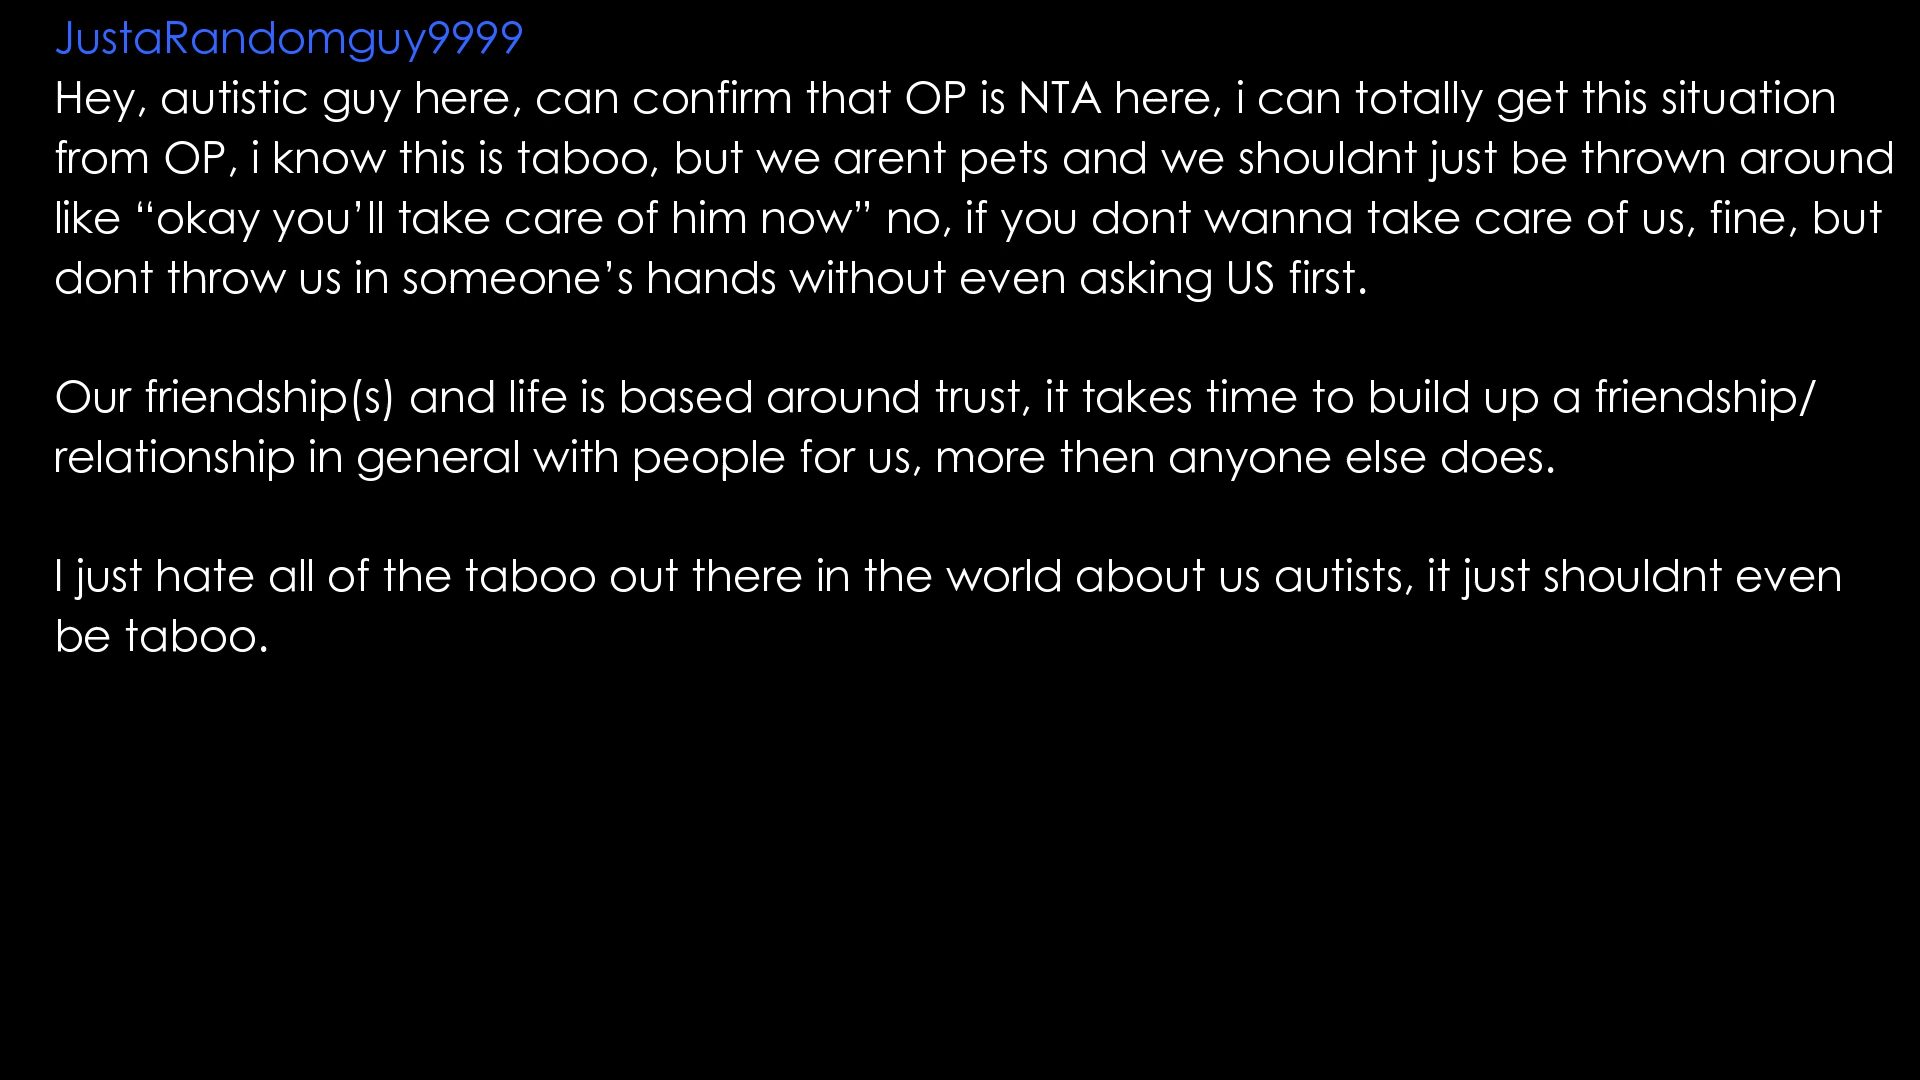 JustaRandomguy9999
Hey, autistic guy here, can confirm that OP is NTA here, i can totally get this situation
from OP, i know this is taboo, but we arent pets and we shouldnt just be thrown around
like “okay you’ll take care of him now” no, if you dont wanna take care of us, fine, but
dont throw us in someone’s hands without even asking US first.
Our friendship(s) and life is based around trust, it takes time to build up a friendship/
relationship in general with people for us, more then anyone else does.
I just hate all of the taboo out there in the world about us autists, it just shouldnt even
be taboo.